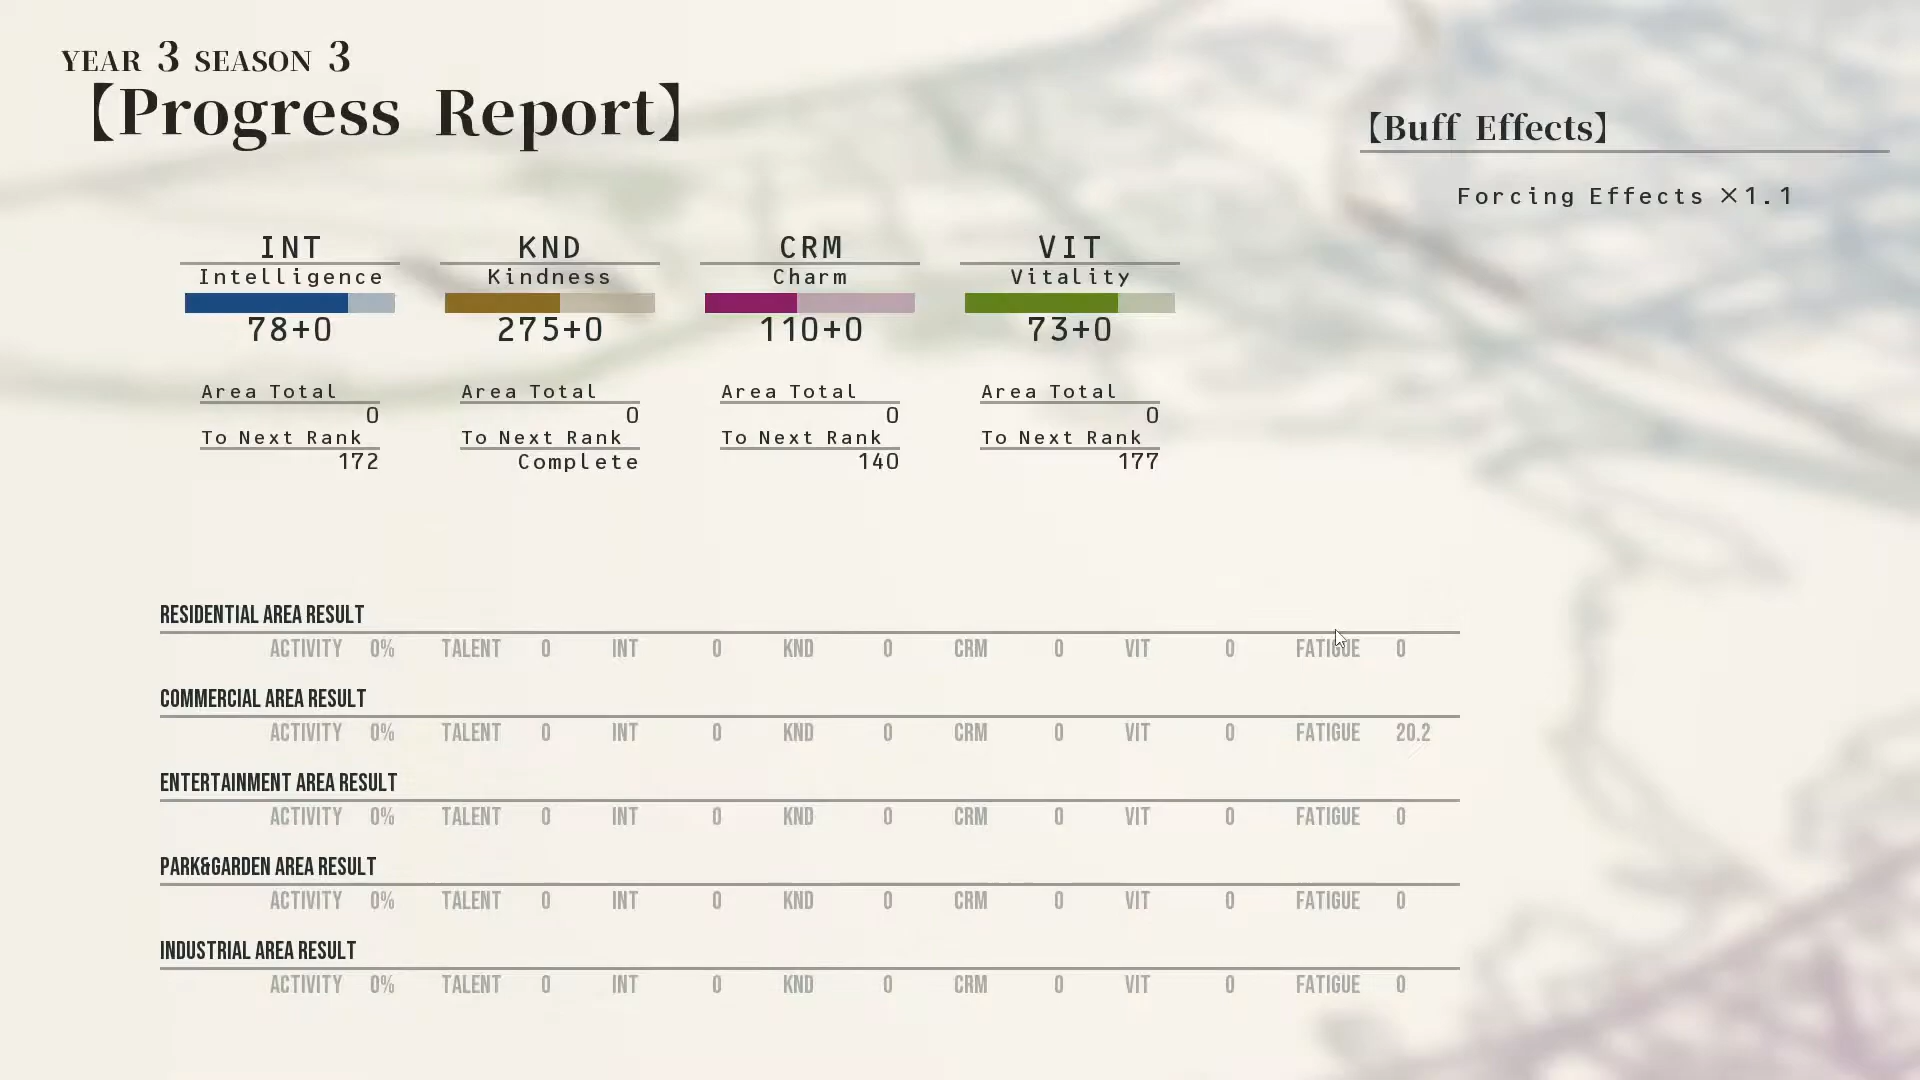 YEAR 3 SEASON 3
【Progress Report】
【Buff Effects】
Forcing Effects ×1.1
INT KND CRM VIT
Intelligence Kindness Charm Vitality
78+0 275+0 110+0 73+0
Area Total Area Total Area Total Area Total
0 0 0 0
To Next Rank To Next Rank To Next Rank To Next Rank
172 Complete 140 177
RESIDENTIAL AREA RESULT
ACTIVITY 0% TALENT 0 INT 0 KND 0 CRM 0 VIT 0 FATIGUE 0
COMMERCIAL AREA RESULT
ACTIVITY 0% TALENT 0 INT 0 KND 0 CRM 0 VIT 0 FATIGUE 20.2
ENTERTAINMENT AREA RESULT
ACTIVITY 0% TALENT 0 INT 0 KND 0 CRM 0 VIT 0 FATIGUE 0
PARK&GARDEN AREA RESULT
ACTIVITY 0% TALENT 0 INT 0 KND 0 CRM 0 VIT 0 FATIGUE 0
INDUSTRIAL AREA RESULT
ACTIVITY 0% TALENT 0 INT 0 KND 0 CRM 0 VIT 0 FATIGUE 0